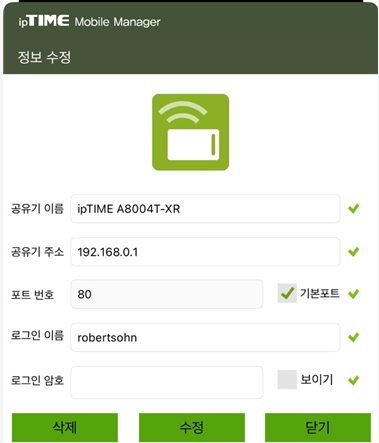 ipTIME Mobile Manager
정보 수정
공유기 이름 ipTIME A8004T-XR
공유기 주소 192.168.0.1
포트 번호 80 기본포트
로그인 이름 robertsohn
로그인 암호 보이기
삭제 수정 닫기